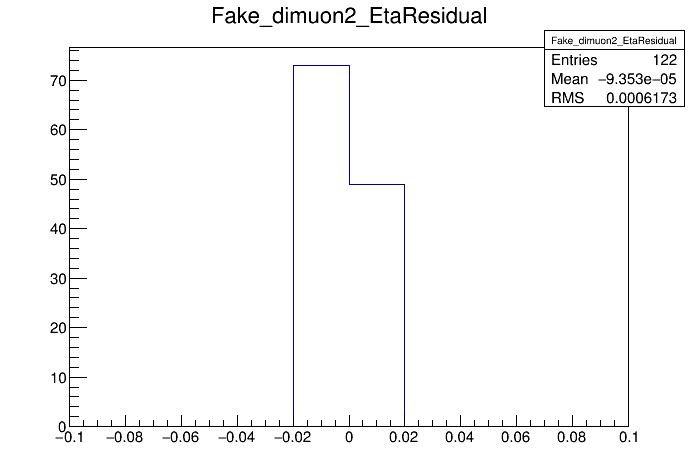 Fake_dimuon2_EtaResidual
Fake_dimuon2_EtaResidual
Entries 122
Mean −9.353e−05
RMS 0.0006173
70
60
50
40
30
20
10
0
−0.1 −0.08 −0.06 −0.04 −0.02 0 0.02 0.04 0.06 0.08 0.1